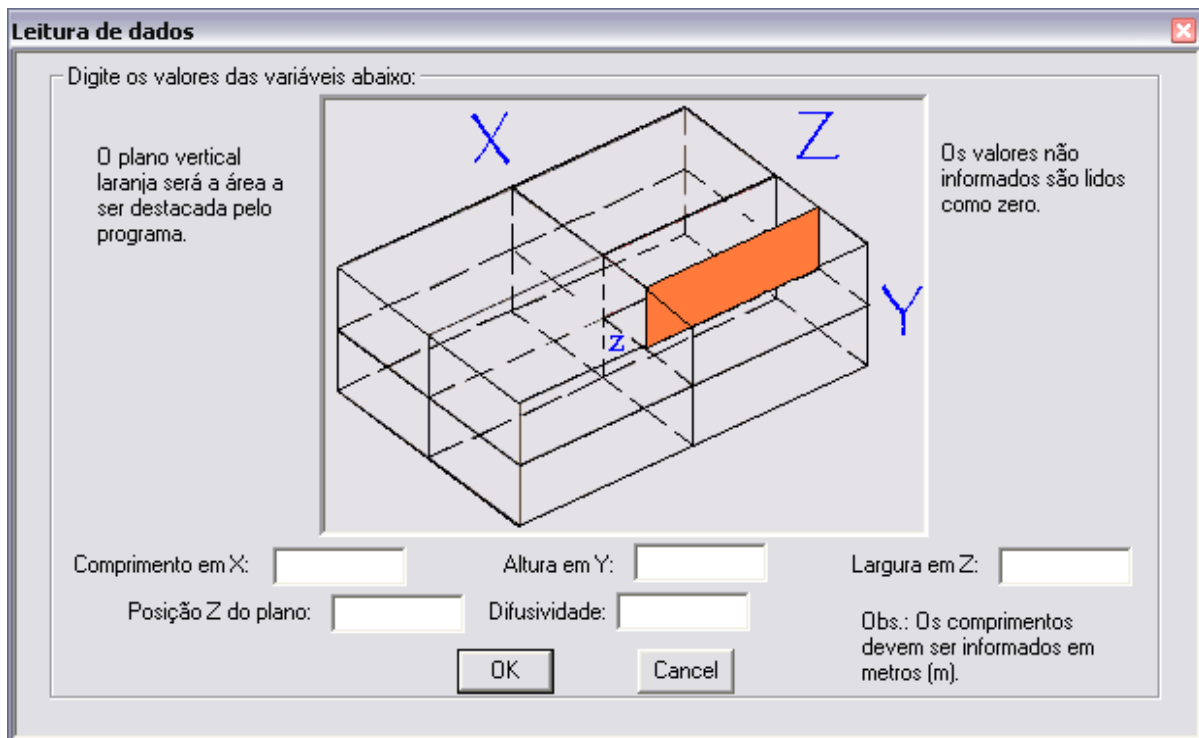 Leitura de dados
Digite os valores das variáveis abaixo:
O plano vertical
laranja será a área a
ser destacada pelo
programa.
X
Z
Y
z
Os valores não
informados são lidos
como zero.
Comprimento em X:
Altura em Y:
Largura em Z:
Posição Z do plano:
Difusividade:
Obs.: Os comprimentos
devem ser informados em
metros (m).
OK
Cancel